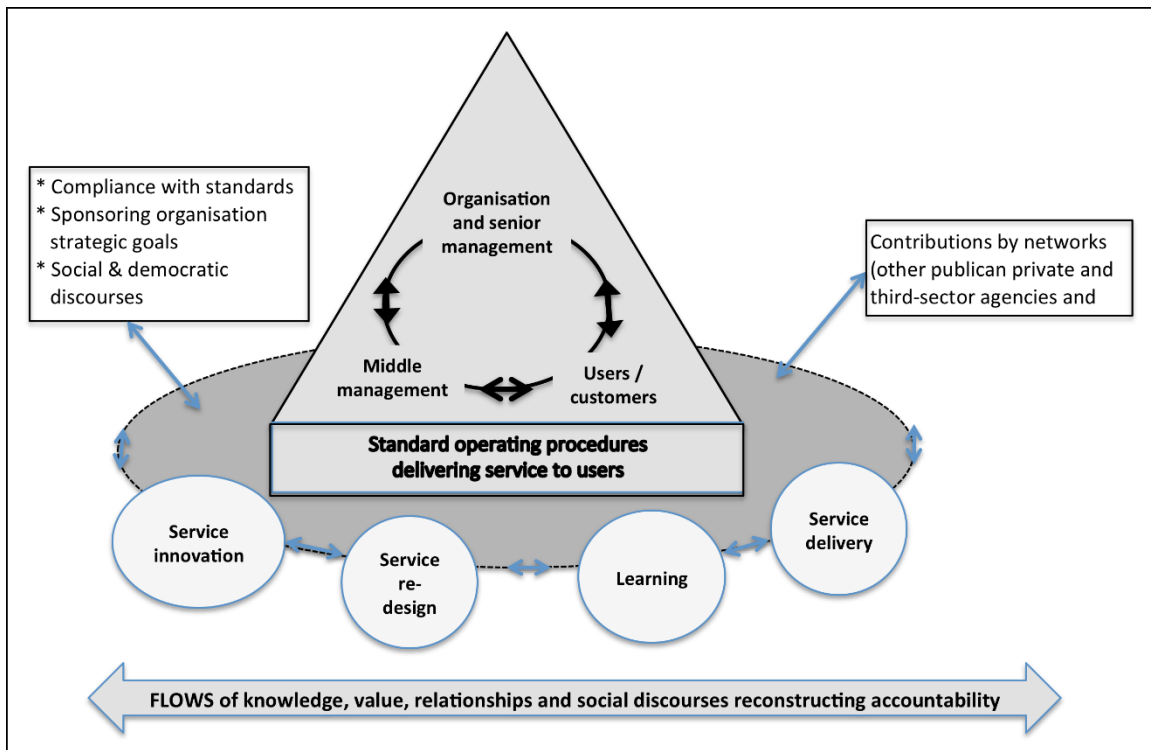 * Compliance with standards
* Sponsoring organisation
strategic goals
* Social & democratic
discourses
Organisation
and senior
management
Contributions by networks
(other publican private and
third-sector agencies and
Middle
management
Users /
customers
Standard operating procedures
delivering service to users
Service
innovation
Service
re-
design
Learning
Service
delivery
FLOWS of knowledge, value, relationships and social discourses reconstructing accountability